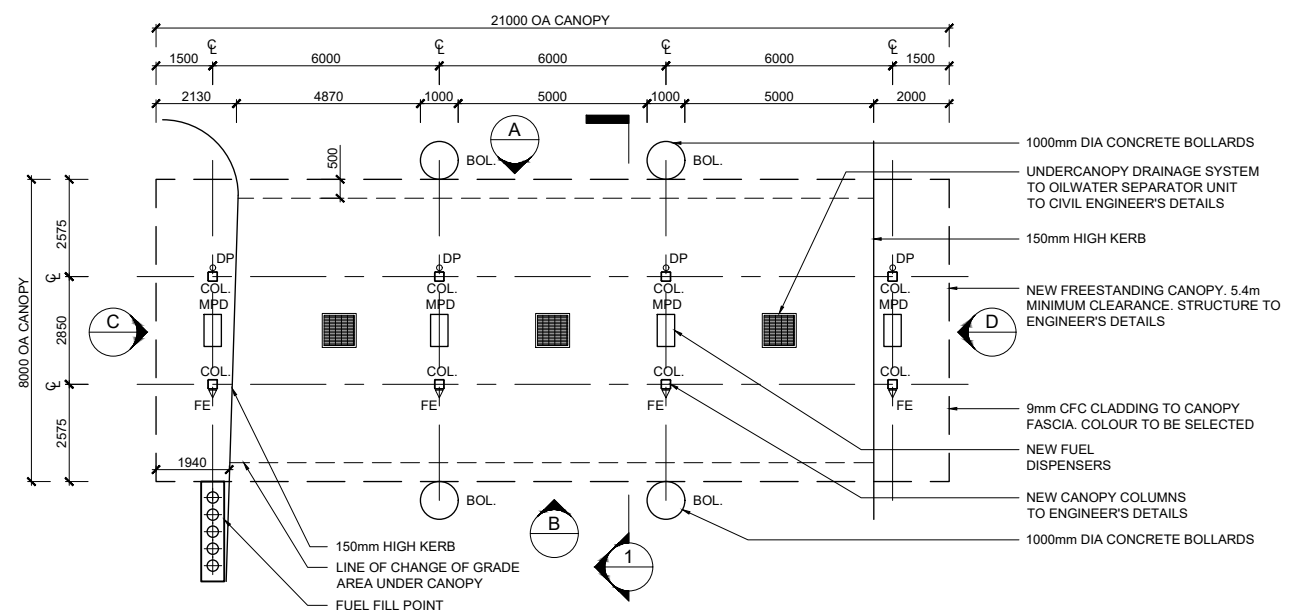 21000 OA CANOPY
℄ ℄ ℄ ℄
1500 6000 6000 6000 1500
2130 4870 1000 5000 1000 5000 2000
A
500
BOL. BOL.
1000mm DIA CONCRETE BOLLARDS
UNDERCANOPY DRAINAGE SYSTEM
TO OILWATER SEPARATOR UNIT
TO CIVIL ENGINEER'S DETAILS
150mm HIGH KERB
8000 OA CANOPY
2575
℄
2850
℄
2575
DP DP DP DP
COL. COL. COL. COL.
MPD MPD MPD MPD
C
D
NEW FREESTANDING CANOPY. 5.4m
MINIMUM CLEARANCE. STRUCTURE TO
ENGINEER'S DETAILS
COL. COL. COL. COL.
FE FE FE FE
9mm CFC CLADDING TO CANOPY
FASCIA. COLOUR TO BE SELECTED
NEW FUEL
DISPENSERS
1940
BOL. BOL.
B
1
NEW CANOPY COLUMNS
TO ENGINEER'S DETAILS
1000mm DIA CONCRETE BOLLARDS
150mm HIGH KERB
LINE OF CHANGE OF GRADE
AREA UNDER CANOPY
FUEL FILL POINT